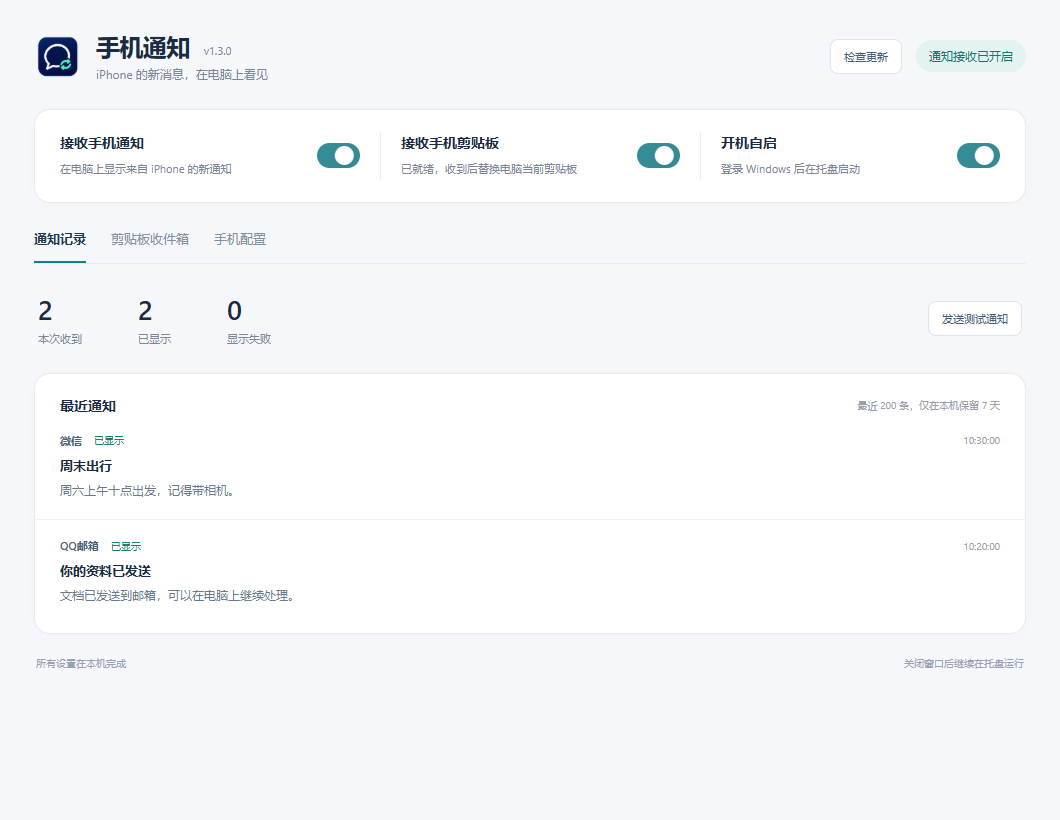 手机通知 v1.3.0
iPhone 的新消息，在电脑上看见
检查更新
通知接收已开启
接收手机通知
在电脑上显示来自 iPhone 的新通知
接收手机剪贴板
已就绪，收到后替换电脑当前剪贴板
开机自启
登录 Windows 后在托盘启动
通知记录 剪贴板收件箱 手机配置
2 2 0
本次收到 已显示 显示失败
发送测试通知
最近通知
最近 200 条，仅在本机保留 7 天
微信 已显示 10:30:00
周末出行
周六上午十点出发，记得带相机。
QQ邮箱 已显示 10:20:00
你的资料已发送
文档已发送到邮箱，可以在电脑上继续处理。
所有设置在本机完成
关闭窗口后继续在托盘运行